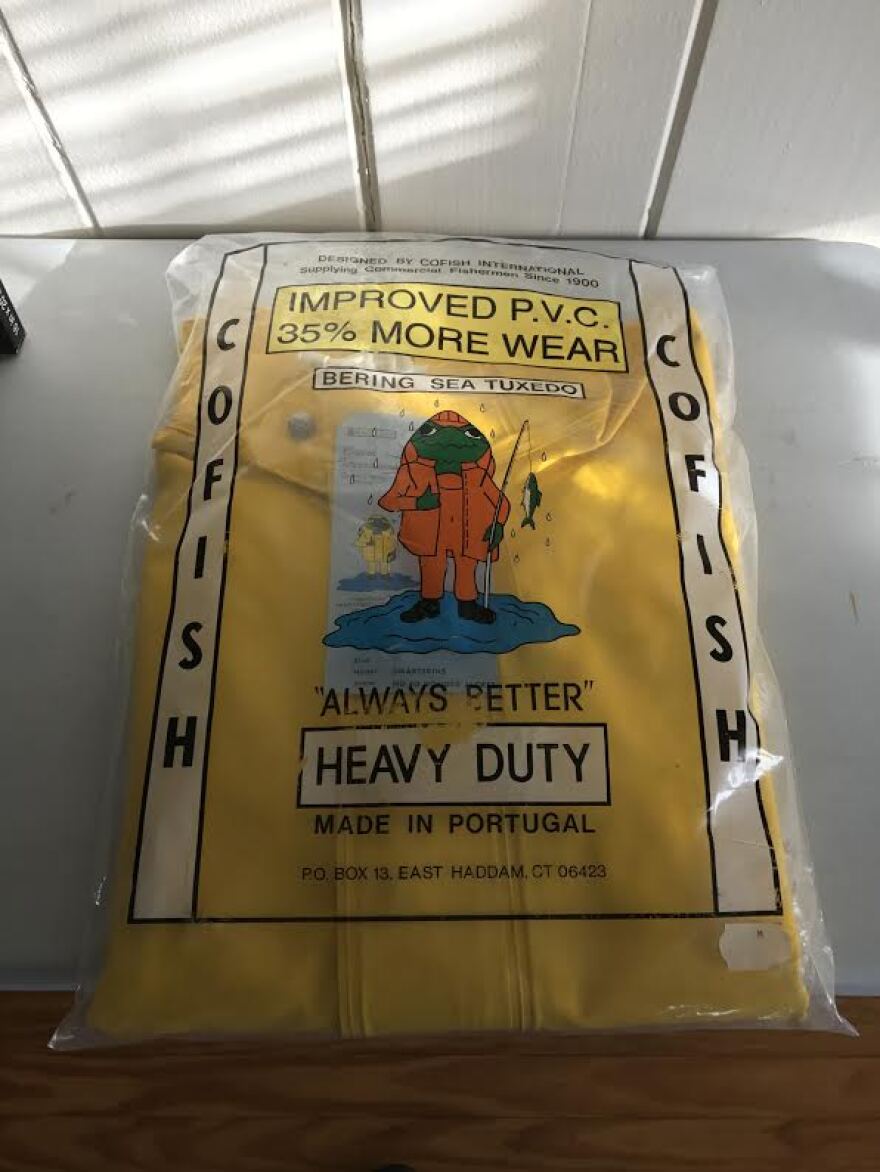 DESIGNED BY COFISH INTERNATIONAL
Supplying Commercial Fishermen Since 1900
IMPROVED P.V.C.
35% MORE WEAR
BERING SEA TUXEDO
COFISH
COFISH
"ALWAYS BETTER"
HEAVY DUTY
MADE IN PORTUGAL
P.O. BOX 13, EAST HADDAM, CT 06423
M